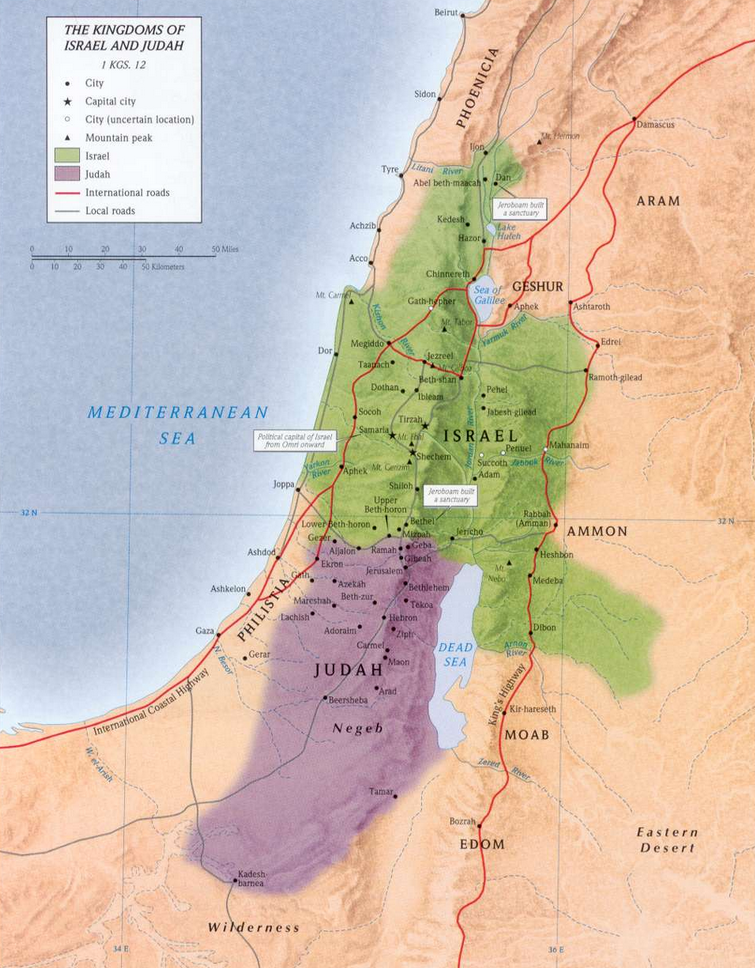 THE KINGDOMS OF
ISRAEL AND JUDAH
1 KGS. 12
City
Capital city
City (uncertain location)
Mountain peak
Israel
Judah
International roads
Local roads
0 10 20 30 40 50 Miles
0 10 20 30 40 50 Kilometers
Beirut
PHOENICIA
Sidon
Damascus
Mt. Hermon
Ijon
Tyre
Litani River
Abel beth-maacah
Dan
ARAM
Jeroboam built
a sanctuary
Kedesh
Achzib
Lake
Huleh
Hazor
Acco
Chinnereth
Sea of
Galilee
GESHUR
Mt. Carmel
Gath-hepher
Aphek
Ashtaroth
Kishon
River
Mt. Tabor
Yarmuk River
Megiddo
Edrei
Dor
Jezreel
Taanach
Beth-shan
Ramoth-gilead
Dothan
Ibleam
Pehel
MEDITERRANEAN
SEA
Socoh
Jabesh-gilead
Tirzah
Samaria
Mt. Ebal
ISRAEL
Political capital of Israel
from Omri onward
Shechem
Mahanaim
Penuel
Succoth
Jabbok River
Yarkon
River
Aphek
Mt. Gerizim
Adam
Jordan River
Joppa
Shiloh
Jeroboam built
a sanctuary
Upper
Beth-horon
32 N
32 N
Lower Beth-horon
Bethel
Rabbah
(Amman)
AMMON
Gezer
Mizpah
Jericho
Ashdod
Aijalon
Ramah
Geba
Gibeah
Heshbon
Ekron
Jerusalem
Mt.
Nebo
Gath
Azekah
Bethlehem
Medeba
Ashkelon
Mareshah
Beth-zur
Tekoa
PHILISTIA
Lachish
Hebron
Gaza
Adoraim
Ziph
Dibon
Carmel
DEAD
SEA
Arnon
River
N. Besor
Gerar
Maon
JUDAH
Arad
King's Highway
Beersheba
Kir-hareseth
International Coastal Highway
Negeb
MOAB
W. el-Arish
Zered River
Tamar
Bozrah
EDOM
Eastern
Desert
Kadesh-
barnea
Wilderness
34 E
36 E